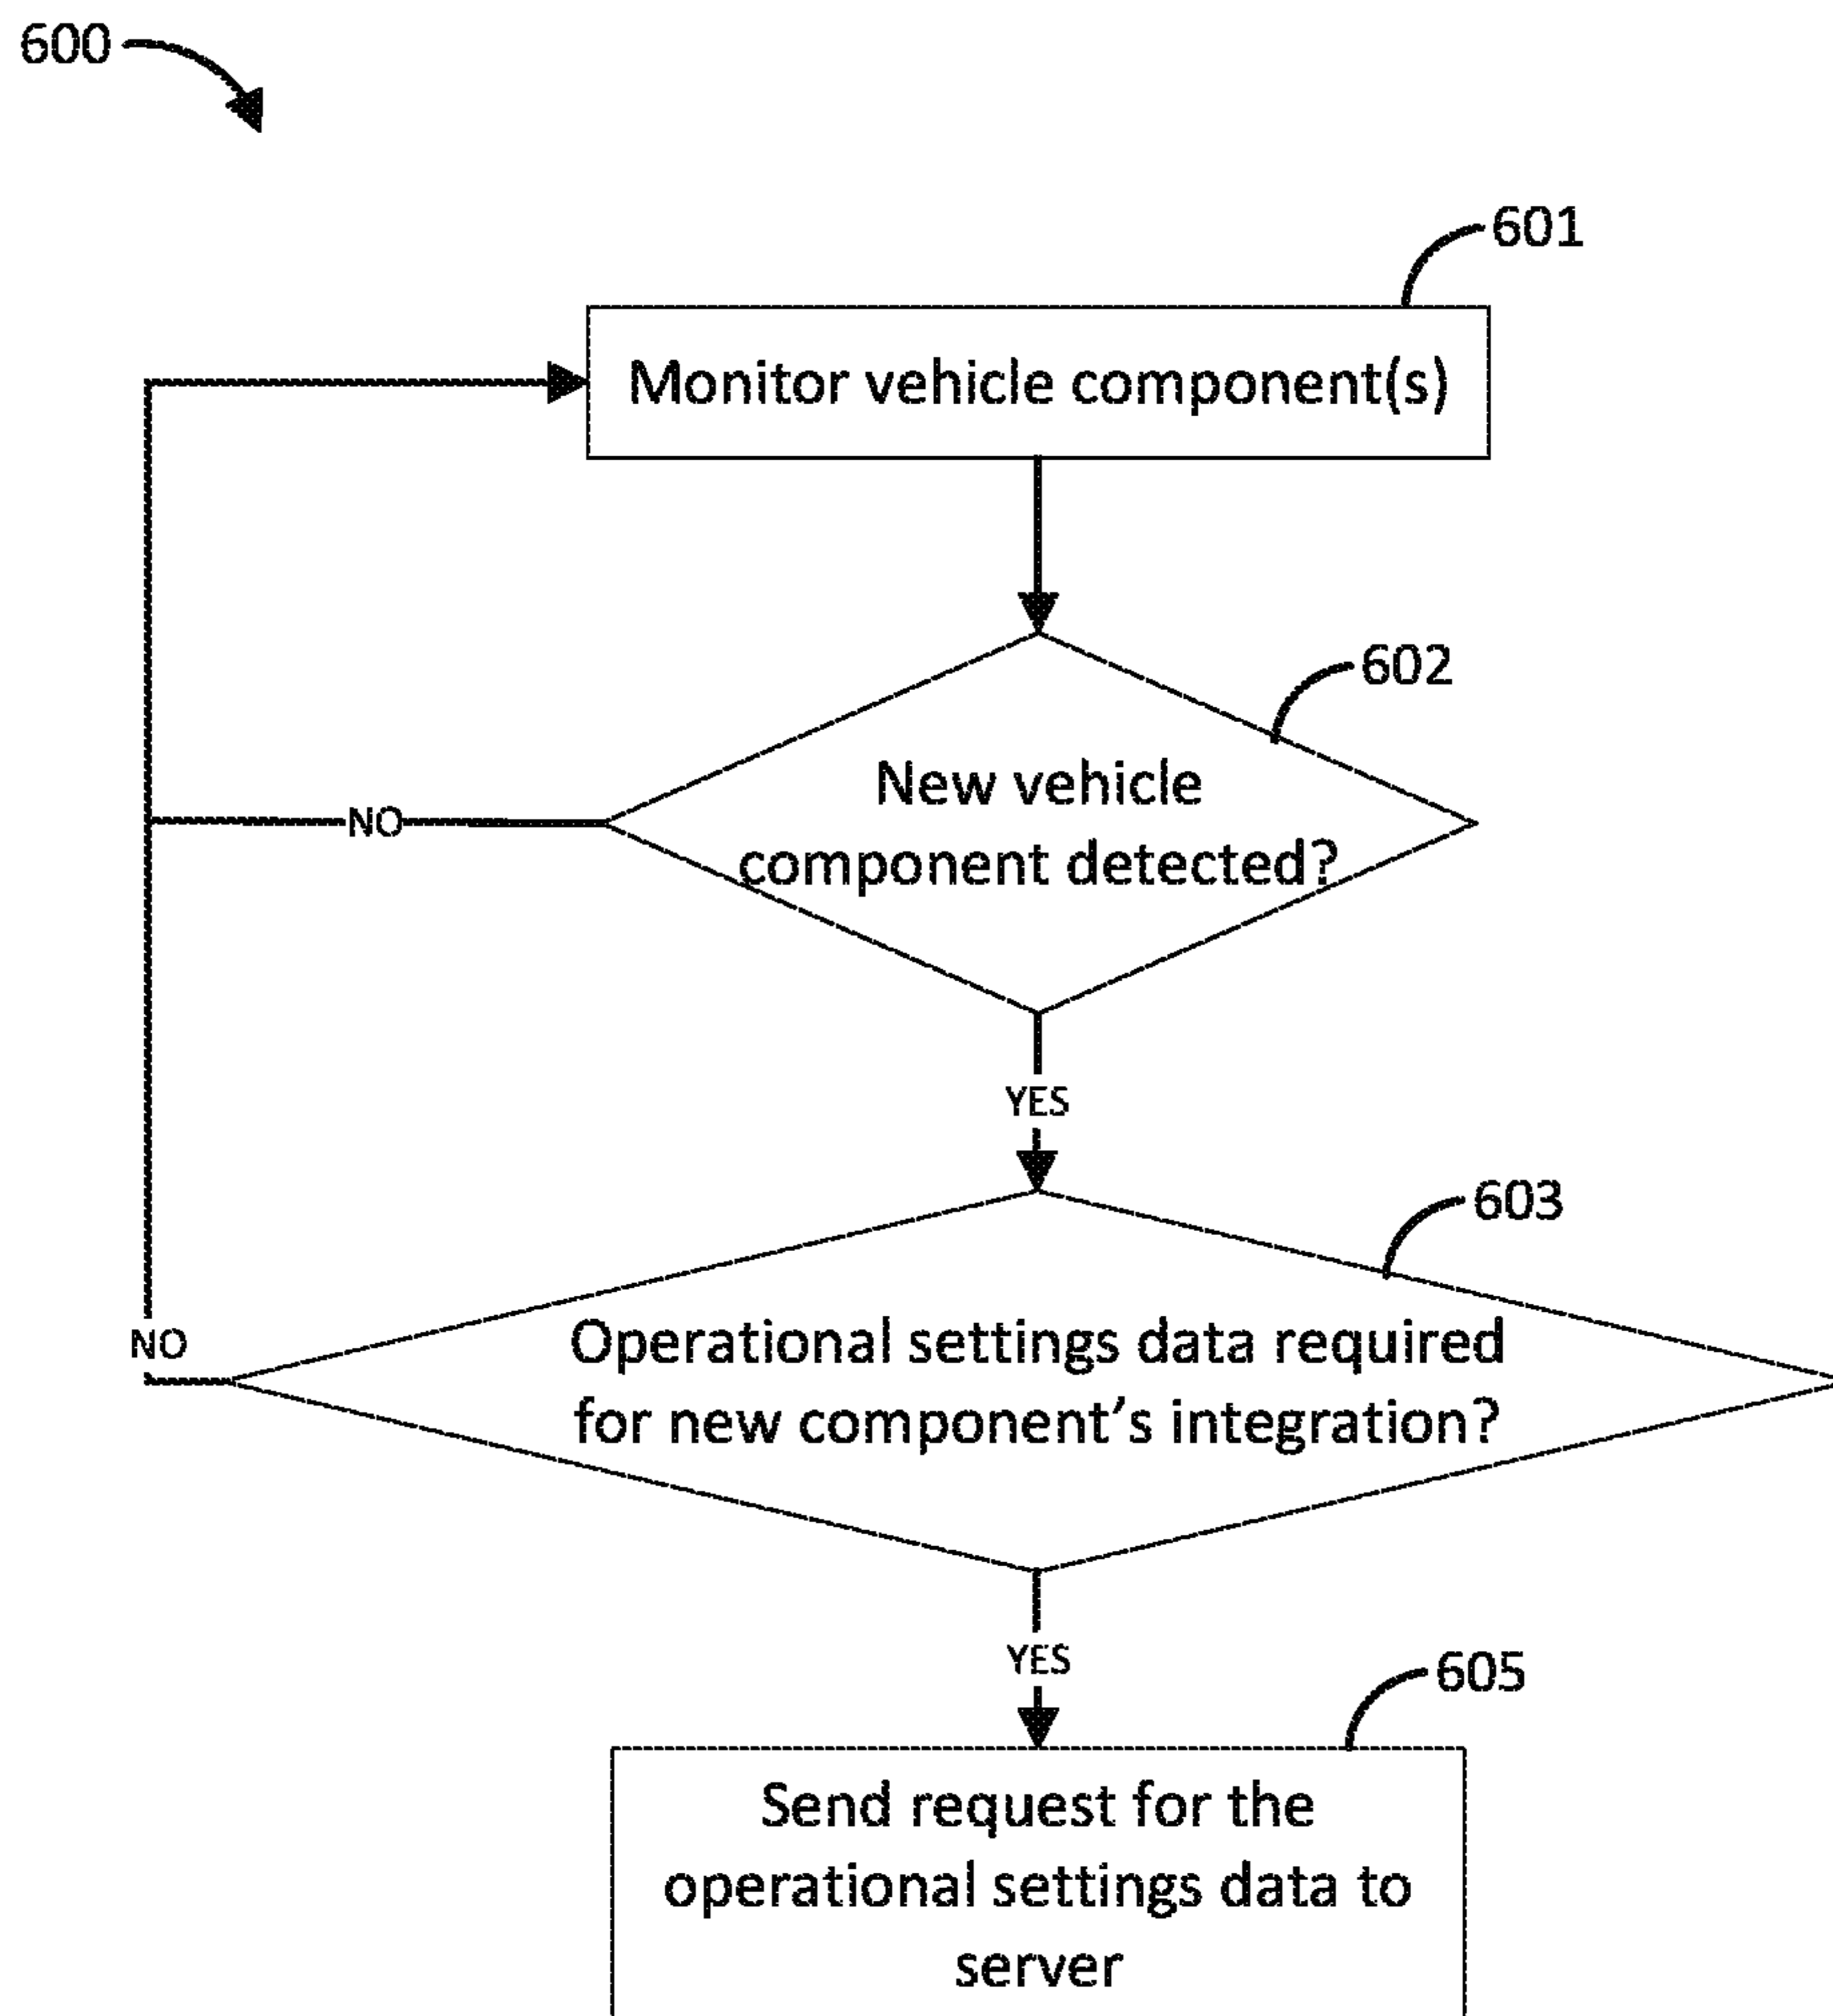 600
601
Monitor vehicle component(s)
602
New vehicle
component detected?
NO
YES
603
Operational settings data required
for new component's integration?
NO
YES
605
Send request for the
operational settings data to
server